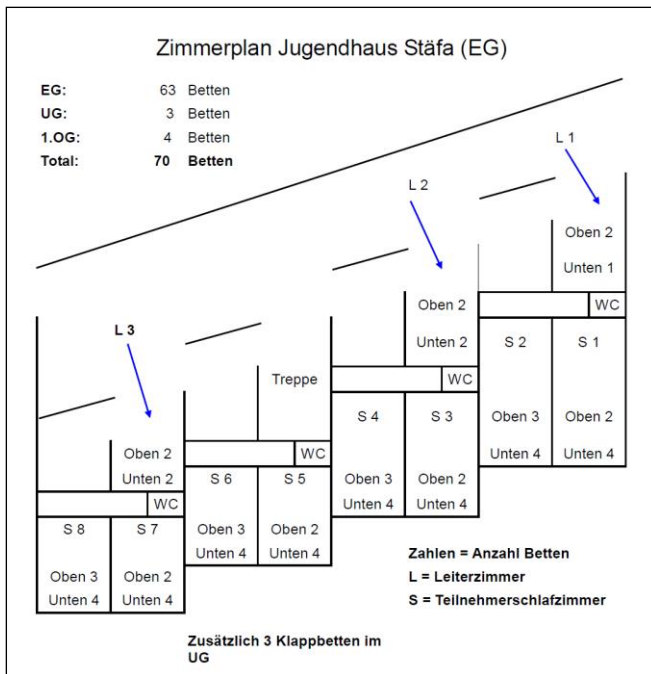 Zimmerplan Jugendhaus Stäfa (EG)
EG: 63 Betten
UG: 3 Betten
1.OG: 4 Betten
Total: 70 Betten
L 1
L 2
Oben 2
Unten 1
WC
L 3
Oben 2
Unten 2
WC
S 2 S 1
Oben 3 Oben 2
Unten 4 Unten 4
Treppe
S 4 S 3
Oben 3 Oben 2
Unten 4 Unten 4
Oben 2
Unten 2
WC
WC
S 6 S 5
Oben 3 Oben 2
Unten 4 Unten 4
S 8 S 7
Oben 3 Oben 2
Unten 4 Unten 4
Zahlen = Anzahl Betten
L = Leiterzimmer
S = Teilnehmerschlafzimmer
Zusätzlich 3 Klappbetten im
UG